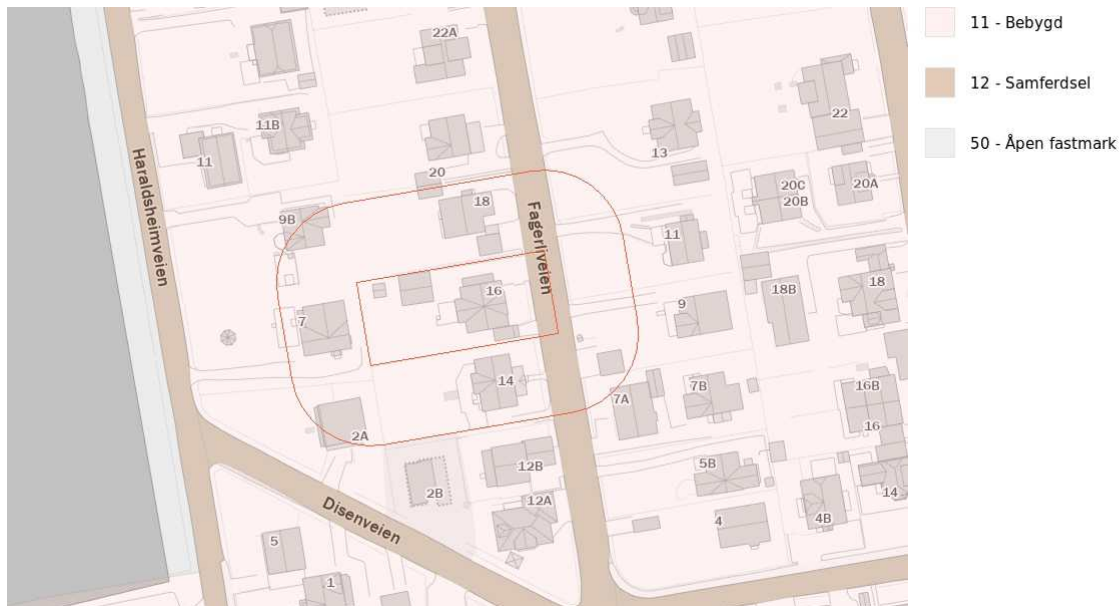 22A
11 - Bebygd
12 - Samferdsel
50 - Åpen fastmark
11B
22
11
13
20
20C
20A
20B
18
9B
Haraldsheimveien
Fagerliveien
11
16
18B
18
7
9
14
7B
16B
7A
16
2A
12B
5B
14
2B
12A
4
4B
Disenveien
5
1